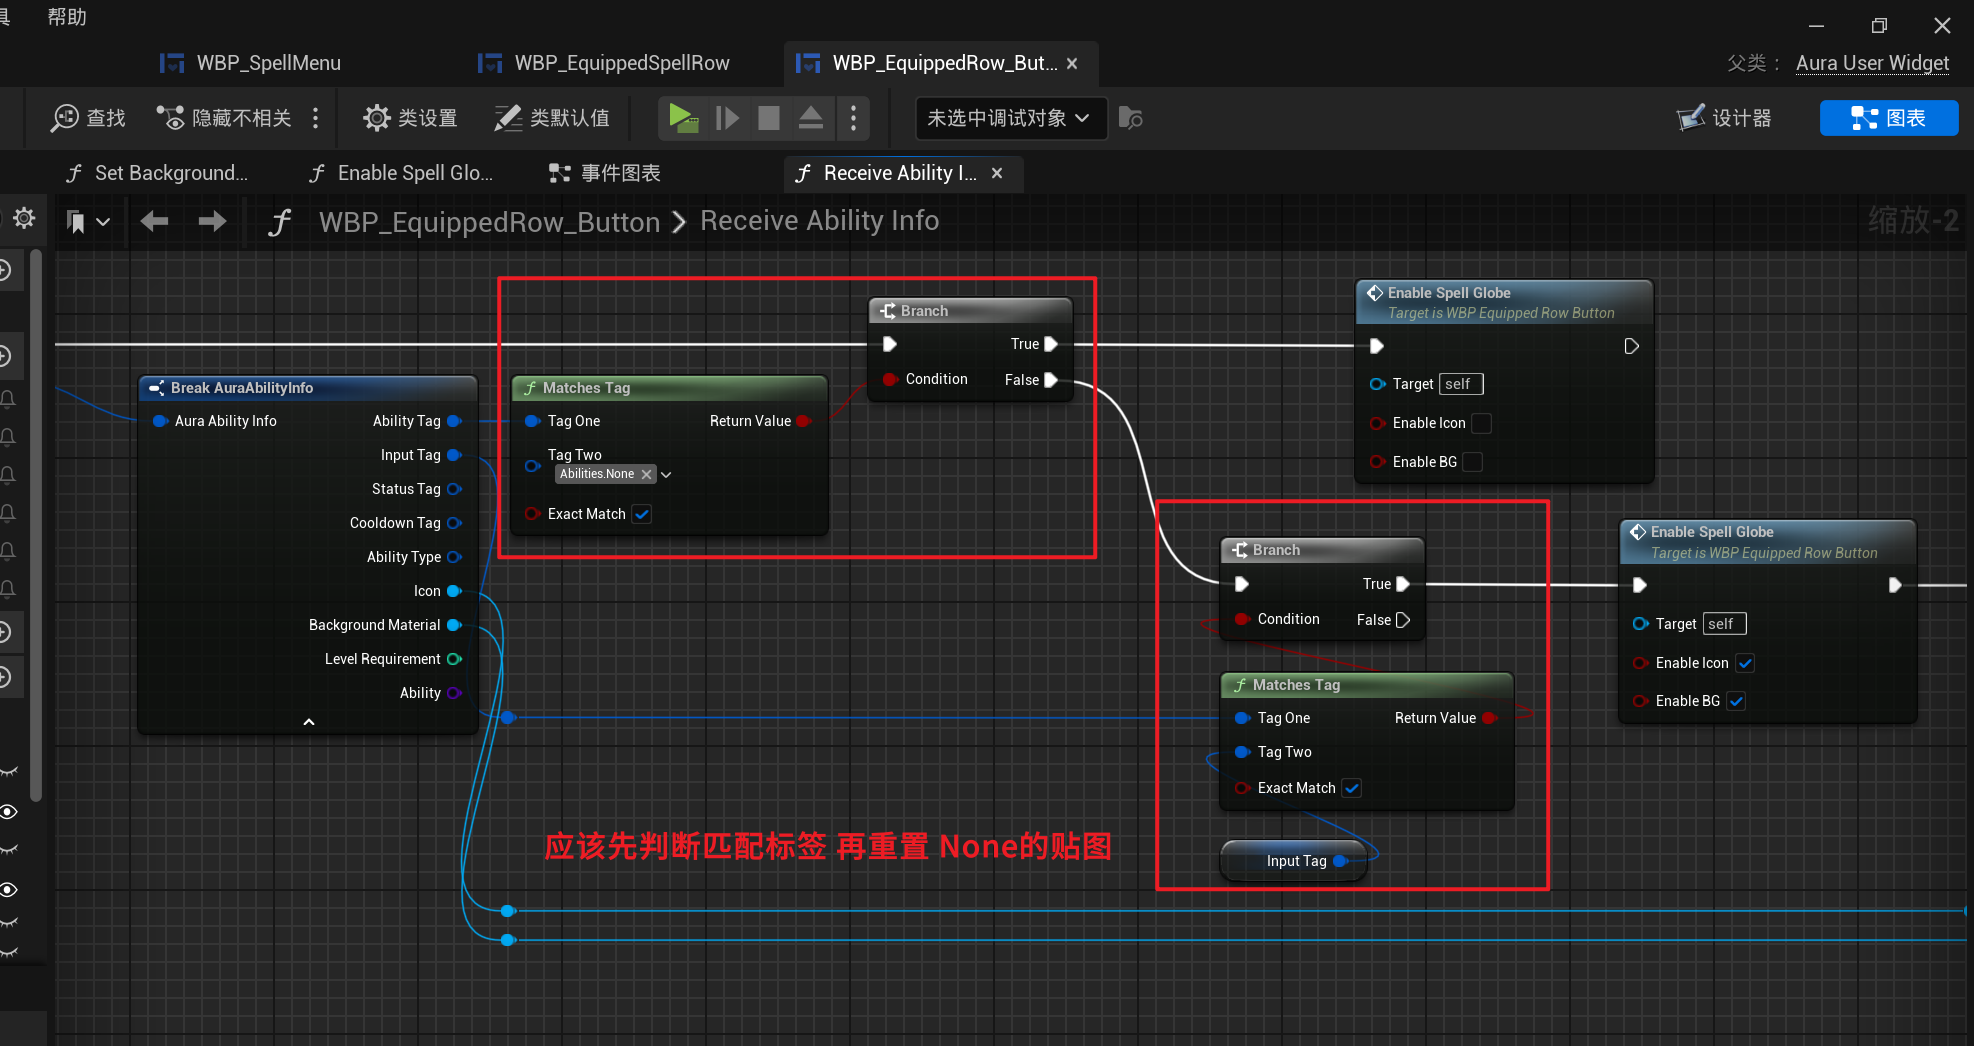 具 帮助
WBP_SpellMenu WBP_EquippedSpellRow WBP_EquippedRow_But...
父类： Aura User Widget
查找 隐藏不相关 类设置 类默认值 未选中调试对象 设计器 图表
Set Background... Enable Spell Glo... 事件图表 Receive Ability I...
WBP_EquippedRow_Button Receive Ability Info
缩放-2
Break AuraAbilityInfo
Aura Ability Info
Ability Tag
Input Tag
Status Tag
Cooldown Tag
Ability Type
Icon
Background Material
Level Requirement
Ability
Matches Tag
Tag One Return Value
Tag Two
Abilities.None
Exact Match
Branch
True
Condition False
Enable Spell Globe
Target is WBP Equipped Row Button
Target self
Enable Icon
Enable BG
Branch
True
Condition False
Matches Tag
Tag One Return Value
Tag Two
Exact Match
Input Tag
Enable Spell Globe
Target is WBP Equipped Row Button
Target self
Enable Icon
Enable BG
应该先判断匹配标签 再重置 None的贴图